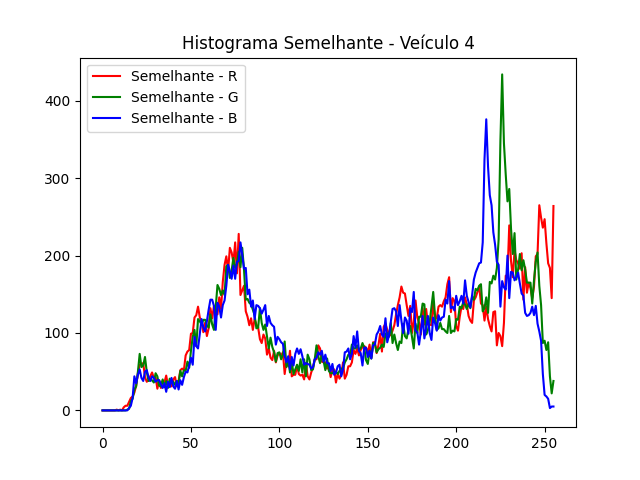 Histograma Semelhante - Veículo 4
Semelhante - R
Semelhante - G
Semelhante - B
400
300
200
100
0
0 50 100 150 200 250